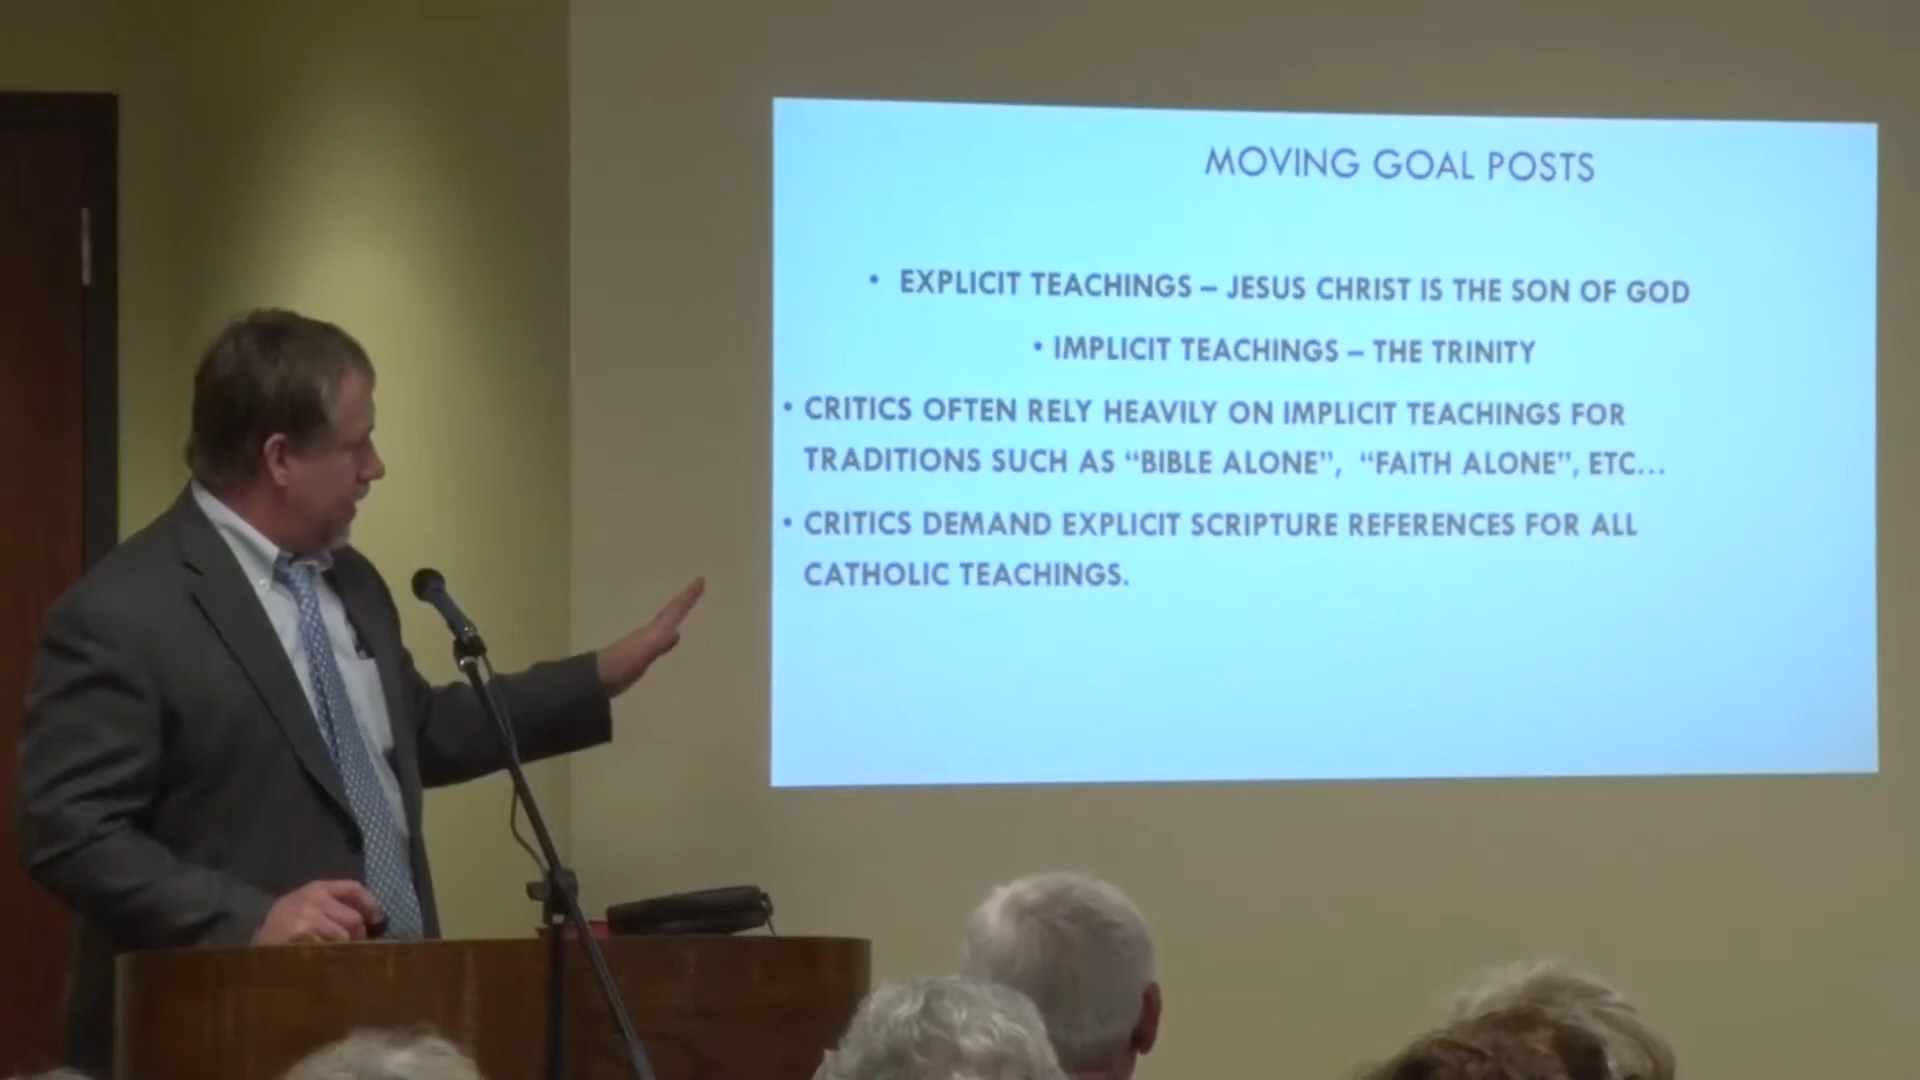 MOVING GOAL POSTS
• EXPLICIT TEACHINGS – JESUS CHRIST IS THE SON OF GOD
• IMPLICIT TEACHINGS – THE TRINITY
• CRITICS OFTEN RELY HEAVILY ON IMPLICIT TEACHINGS FOR
TRADITIONS SUCH AS “BIBLE ALONE”, “FAITH ALONE”, ETC…
• CRITICS DEMAND EXPLICIT SCRIPTURE REFERENCES FOR ALL
CATHOLIC TEACHINGS.